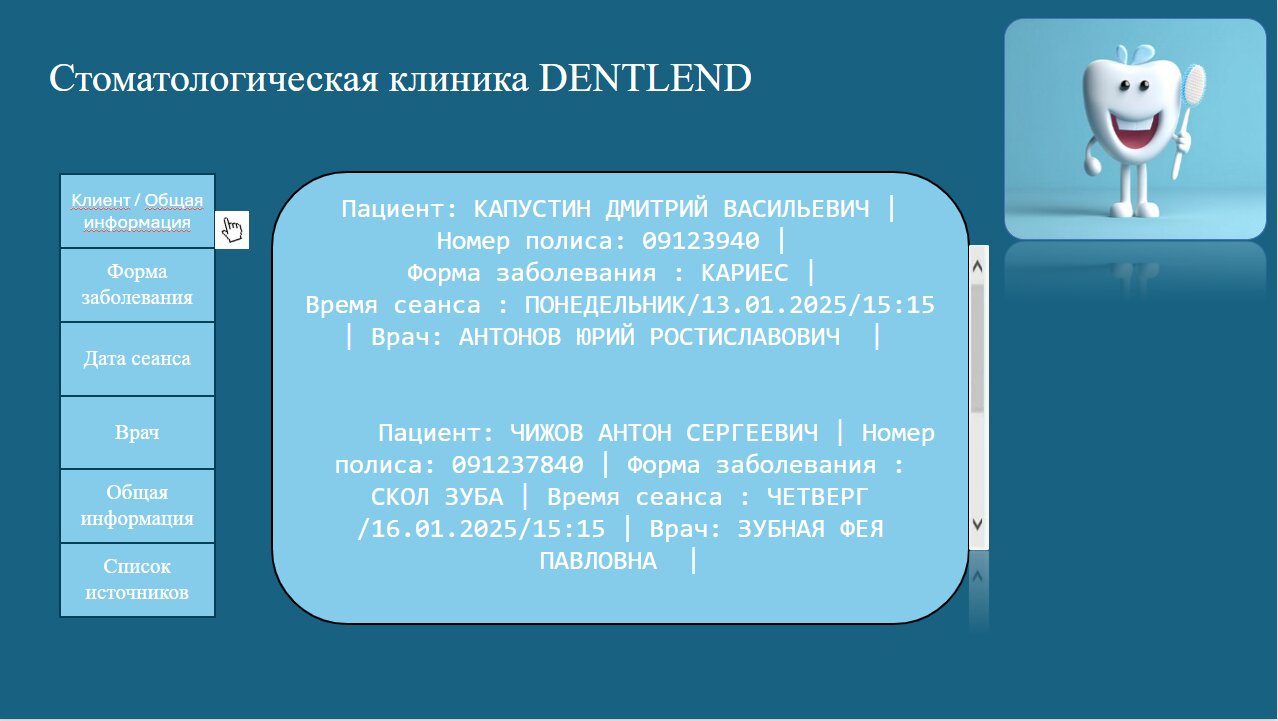 Стоматологическая клиника DENTLEND
Клиент / Общая
информация
Форма
заболевания
Дата сеанса
Врач
Общая
информация
Список
источников
Пациент: КАПУСТИН ДМИТРИЙ ВАСИЛЬЕВИЧ |
Номер полиса: 09123940 |
Форма заболевания : КАРИЕС |
Время сеанса : ПОНЕДЕЛЬНИК/13.01.2025/15:15
| Врач: АНТОНОВ ЮРИЙ РОСТИСЛАВОВИЧ |
Пациент: ЧИЖОВ АНТОН СЕРГЕЕВИЧ | Номер
полиса: 091237840 | Форма заболевания :
СКОЛ ЗУБА | Время сеанса : ЧЕТВЕРГ
/16.01.2025/15:15 | Врач: ЗУБНАЯ ФЕЯ
ПАВЛОВНА |